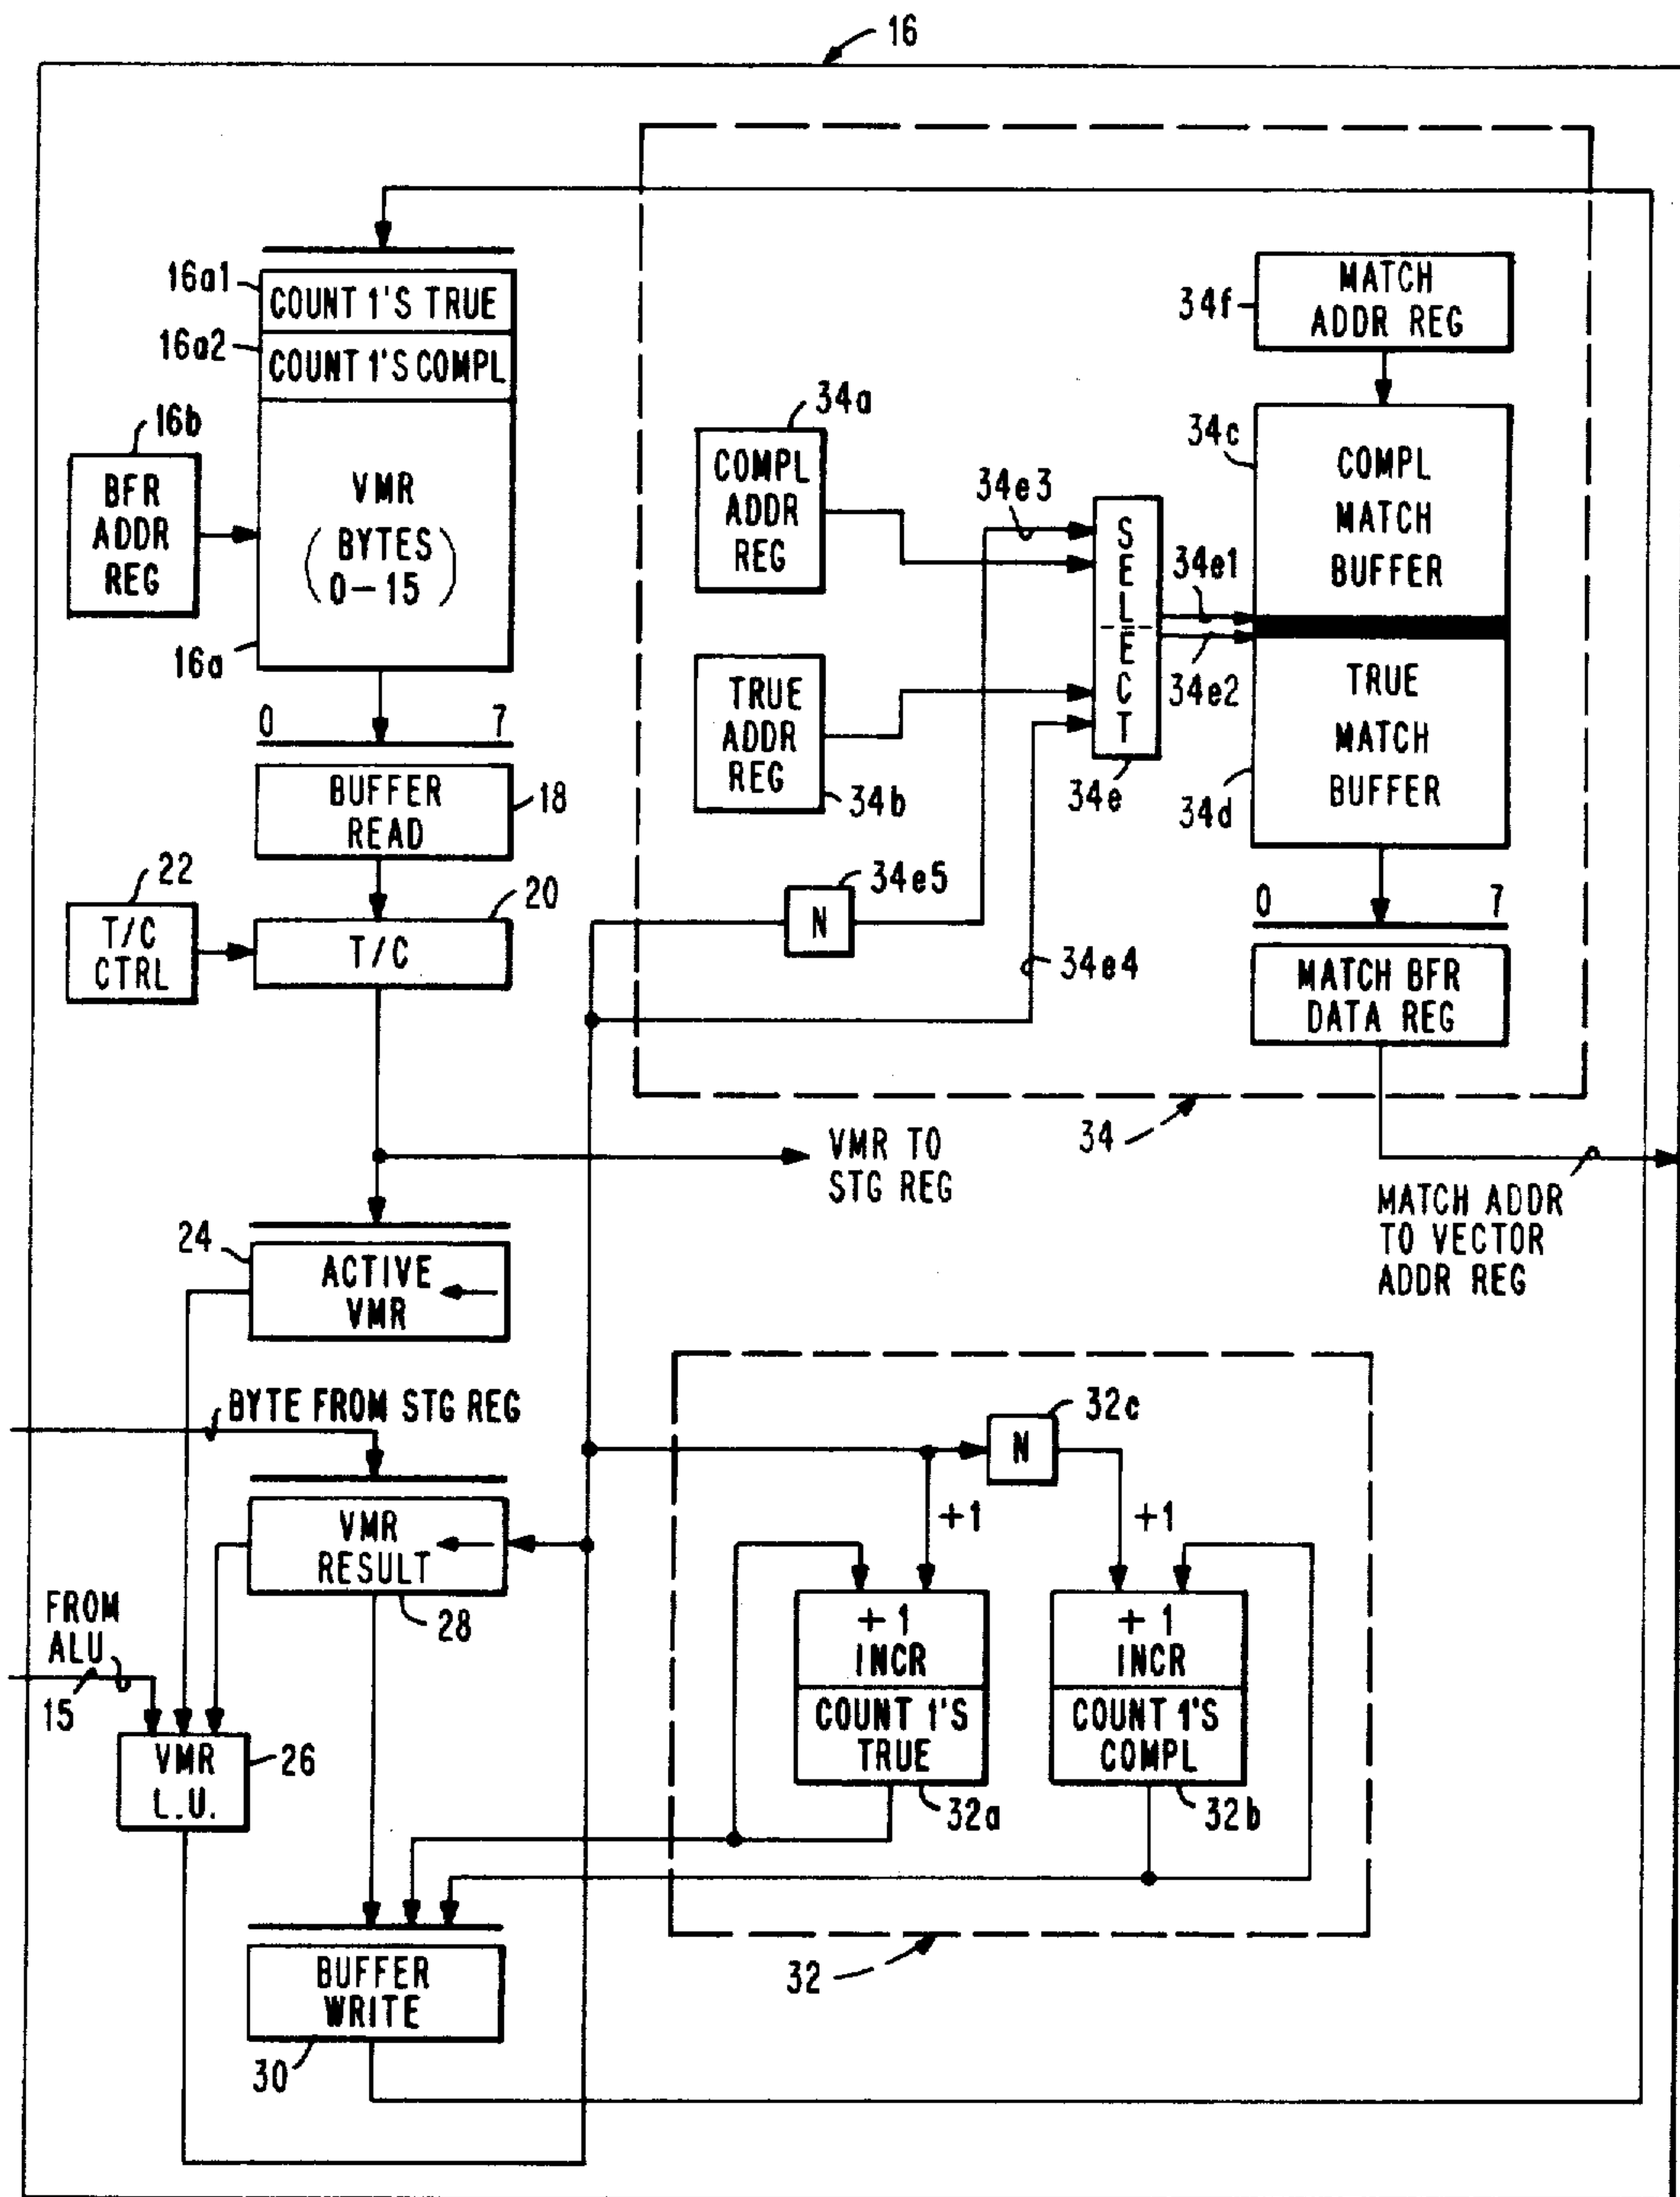 16
16a1
COUNT 1'S TRUE
16a2
COUNT 1'S COMPL
16b
BFR
ADDR
REG
VMR
(BYTES)
0-15
16a
0 7
BUFFER
READ
18
22
T/C
CTRL
20
T/C
VMR TO
STG REG
24
ACTIVE
VMR
BYTE FROM STG REG
VMR
RESULT
28
FROM
ALU
15
VMR
L.U.
26
BUFFER
WRITE
30
34f
MATCH
ADDR REG
34a
COMPL
ADDR
REG
34e3
SELECT
34e1
34e2
34c
COMPL
MATCH
BUFFER
TRUE
MATCH
BUFFER
34d
TRUE
ADDR
REG
34b
34e
N
34e5
34e4
0 7
MATCH BFR
DATA REG
34
MATCH ADDR
TO VECTOR
ADDR REG
32c
N
+1
+1
+1
INCR
COUNT 1'S
TRUE
32a
+1
INCR
COUNT 1'S
COMPL
32b
32